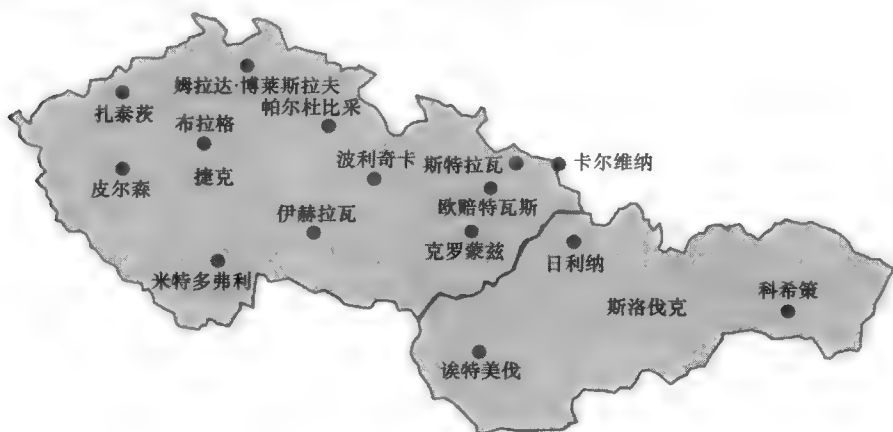 姆拉达·博莱斯拉夫
扎泰茨
帕尔杜比采
布拉格
波利奇卡
斯特拉瓦
卡尔维纳
皮尔森
捷克
欧赔特瓦斯
伊赫拉瓦
克罗蒙兹
日利纳
米特多弗利
科希策
斯洛伐克
诶特美伐